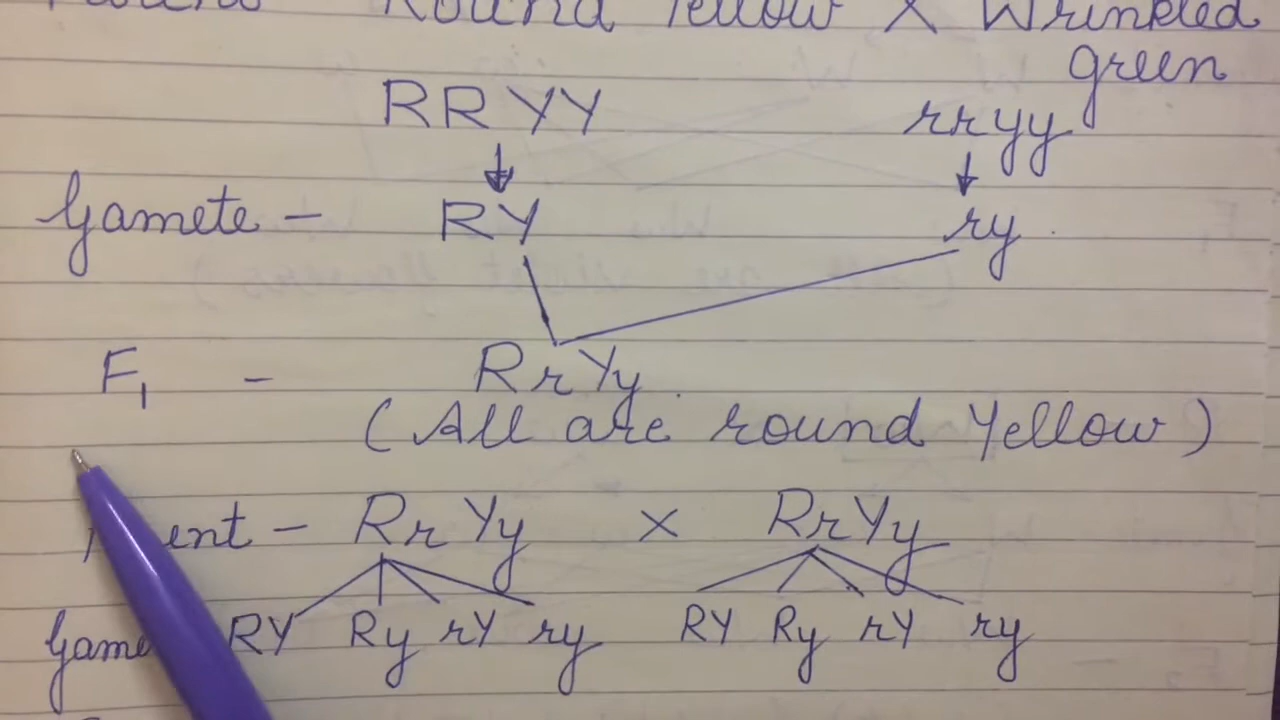 Round Yellow X Wrinkled
green
RRYY rryy
Gamete - RY ry
F1 - RrYy
(All are round Yellow)
RrYy X RrYy
RY Ry rY ry RY Ry rY ry